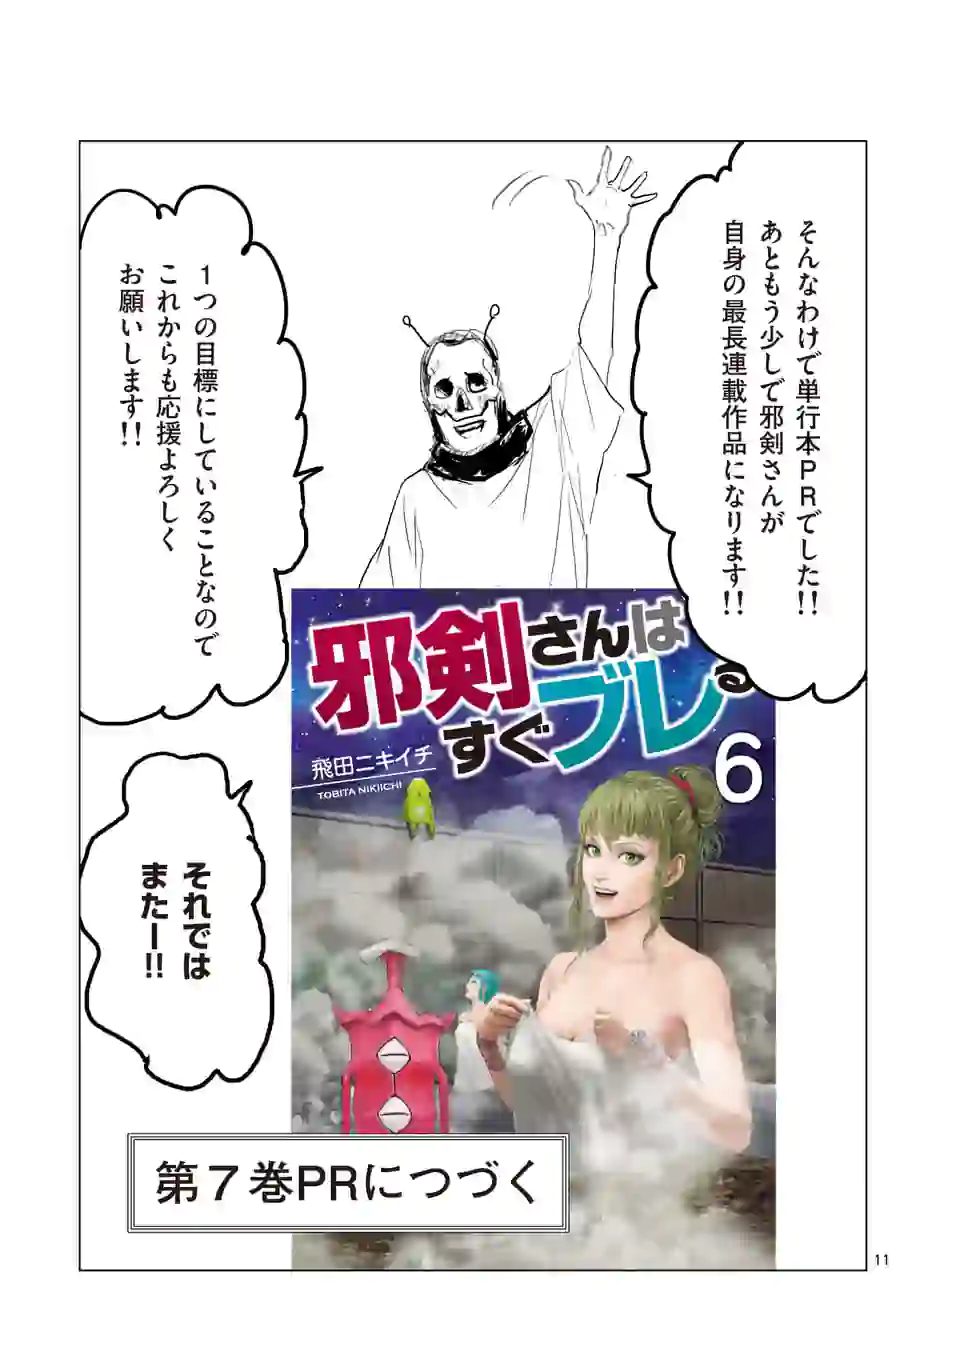 そんなわけで単行本PRでした!!
あともう少しで邪剣さんが
自身の最長連載作品になります!!
1つの目標にしていることなので
これからも応援よろしく
お願いします!!
邪剣さんは
すぐブレる
6
飛田ニキイチ
TOBITA NIKIICHI
それでは
またー!!
第7巻PRにつづく
11